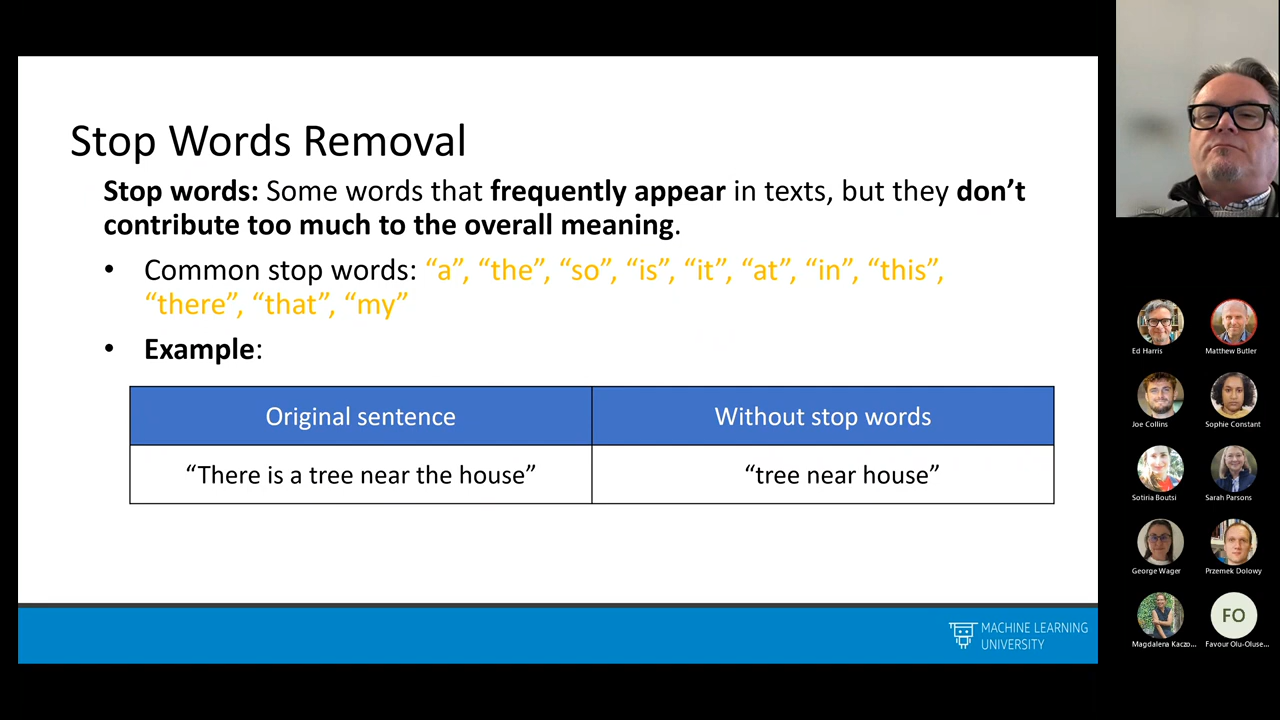 Stop Words Removal
Stop words: Some words that frequently appear in texts, but they don’t
contribute too much to the overall meaning.
• Common stop words: “a”, “the”, “so”, “is”, “it”, “at”, “in”, “this”,
“there”, “that”, “my”
• Example:
Original sentence
Without stop words
“There is a tree near the house”
“tree near house”
MACHINE LEARNING
UNIVERSITY
Ed Harris
Matthew Butler
Joe Collins
Sophie Constant
Sotiria Boutsi
Sarah Parsons
George Wager
Przemek Dolowy
FO
Magdalena Kaczo...
Favour Olu-Oluse...